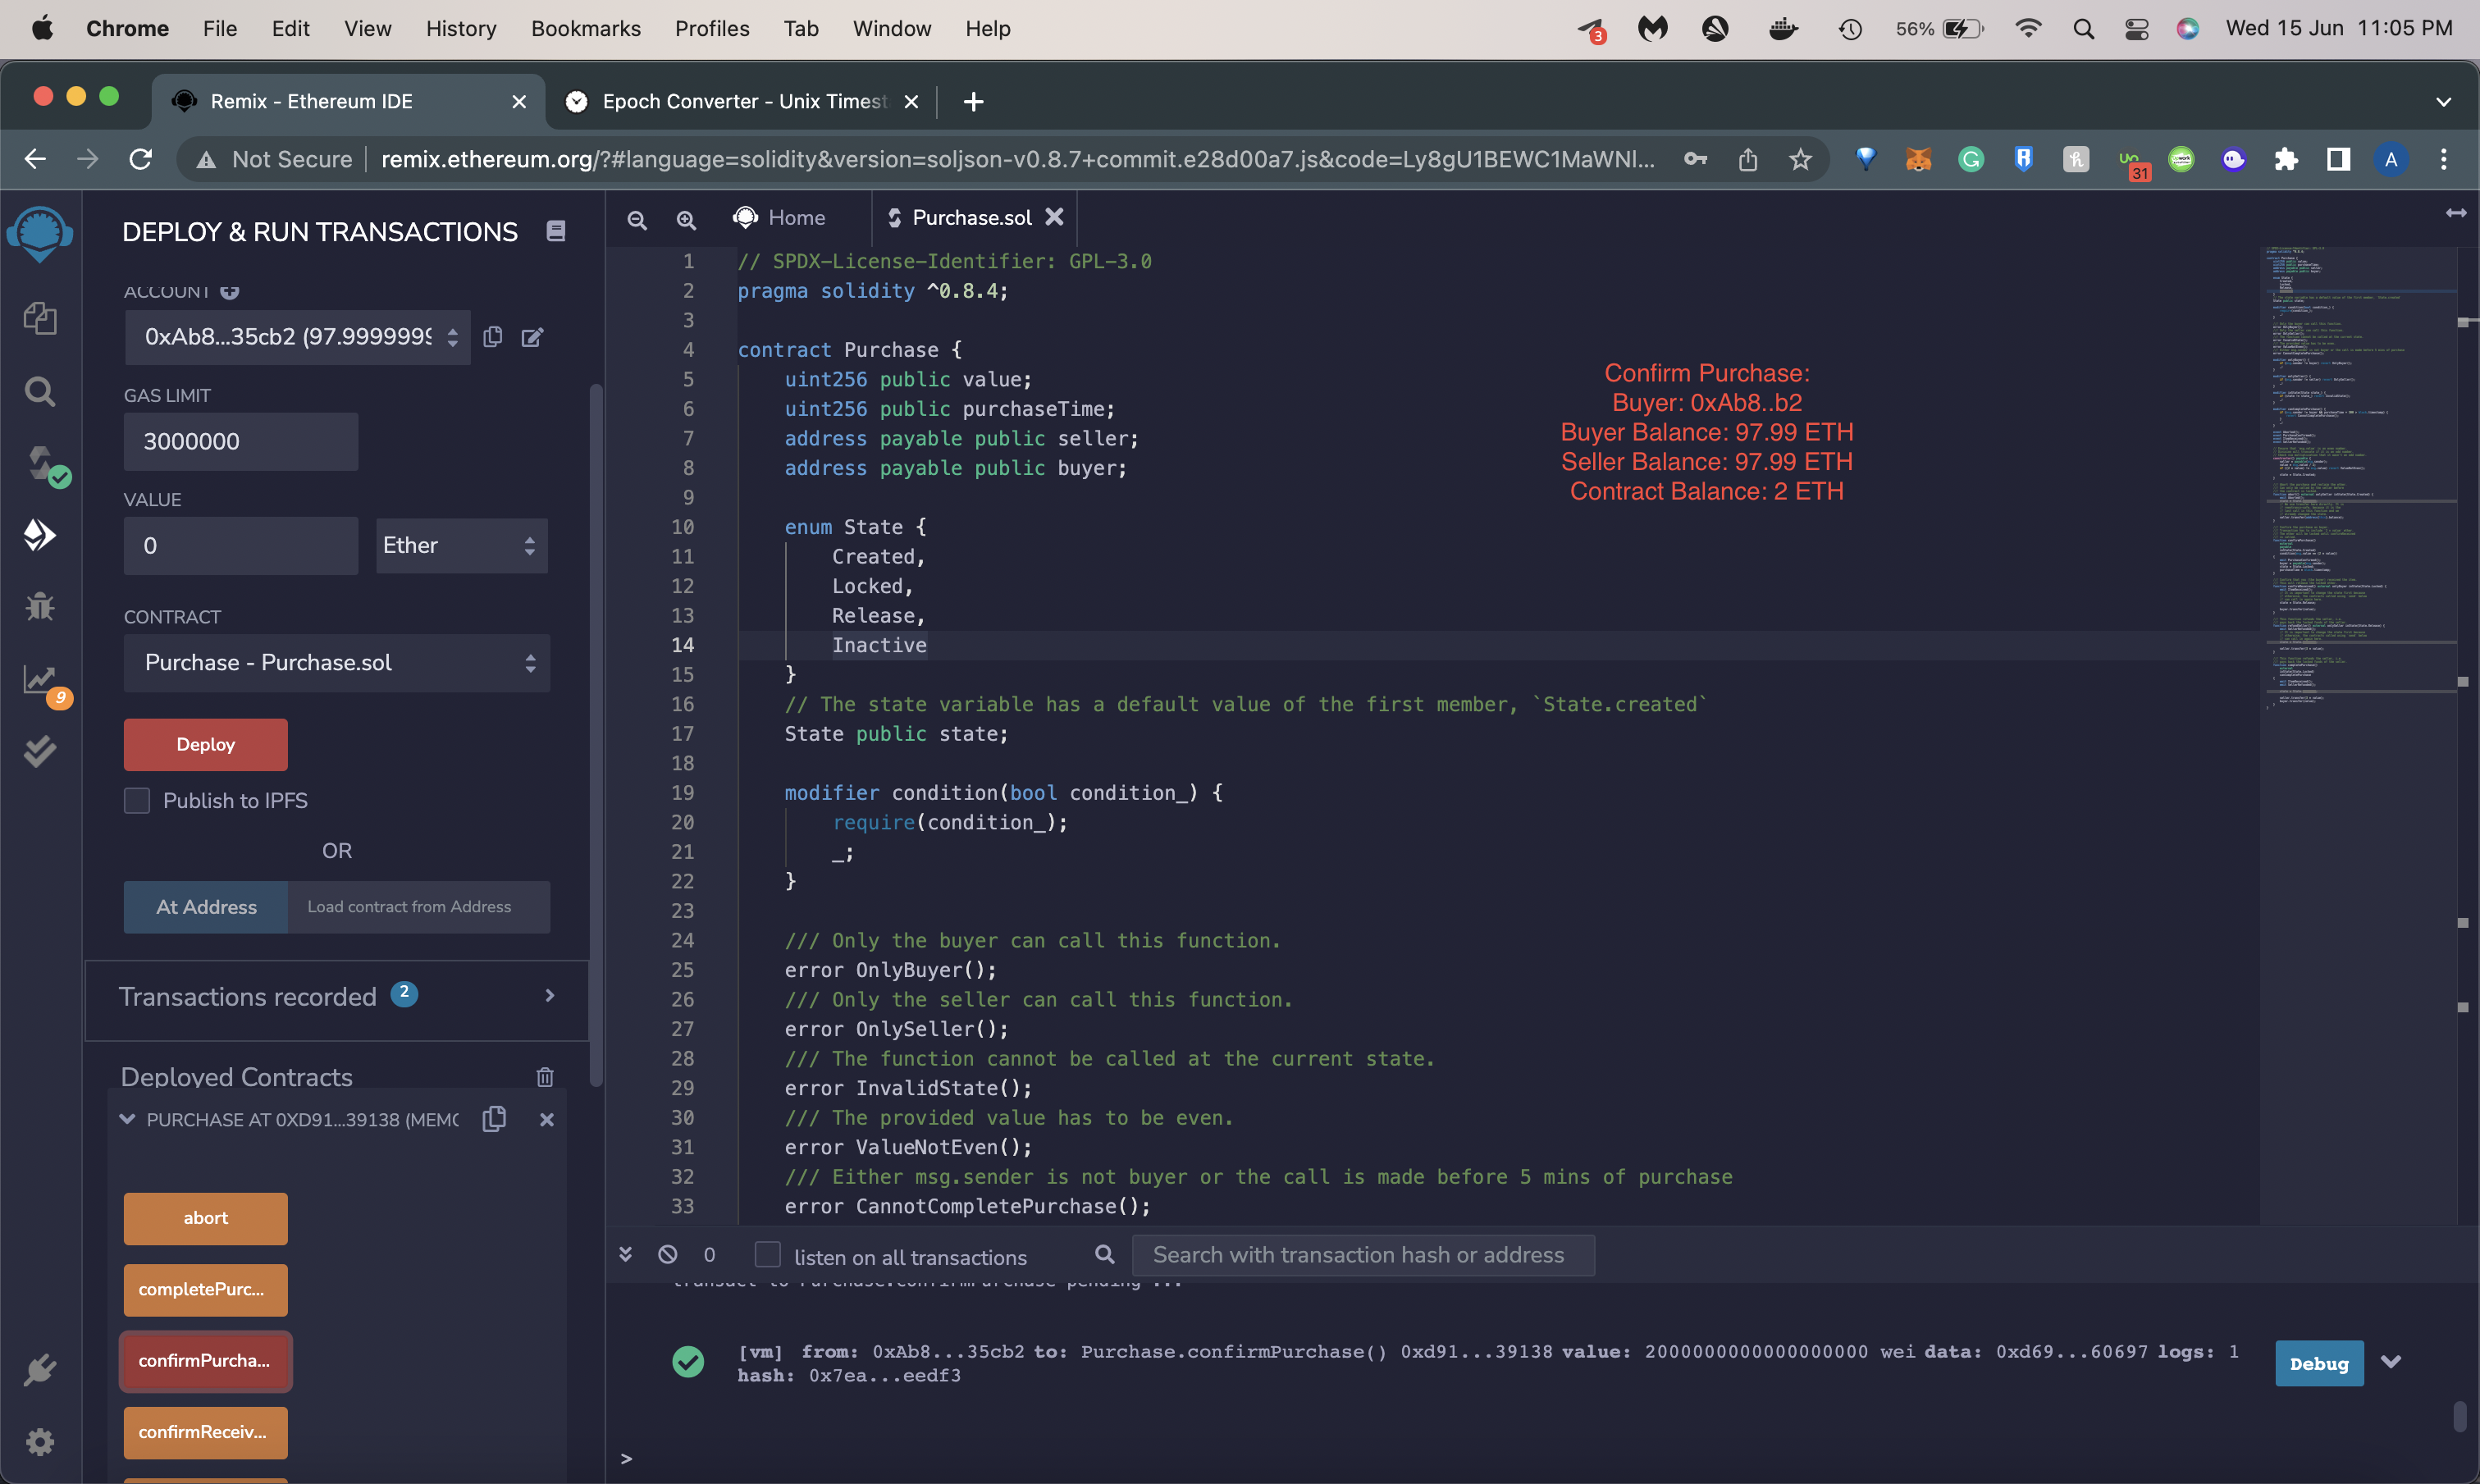 Chrome File Edit View History Bookmarks Profiles Tab Window Help 3 56% Wed 15 Jun 11:05 PM
Remix - Ethereum IDE Epoch Converter - Unix Timest
Not Secure remix.ethereum.org/?#language=solidity&version=soljson-v0.8.7+commit.e28d00a7.js&code=Ly8gU1BEWC1MaWNl... 31 A
DEPLOY & RUN TRANSACTIONS
ACCOUNT
0xAb8...35cb2 (97.9999999
GAS LIMIT
3000000
VALUE
0 Ether
CONTRACT
Purchase - Purchase.sol
9
Deploy
Publish to IPFS
OR
At Address Load contract from Address
Transactions recorded 2
Deployed Contracts
PURCHASE AT 0XD91...39138 (MEMO
abort
completePurc...
confirmPurcha...
confirmReceiv...
Home Purchase.sol
1 // SPDX-License-Identifier: GPL-3.0
2 pragma solidity ^0.8.4;
3
4 contract Purchase {
5 uint256 public value;
6 uint256 public purchaseTime;
7 address payable public seller;
8 address payable public buyer;
9
10 enum State {
11 Created,
12 Locked,
13 Release,
14 Inactive
15 }
16 // The state variable has a default value of the first member, `State.created`
17 State public state;
18
19 modifier condition(bool condition_) {
20 require(condition_);
21 _;
22 }
23
24 /// Only the buyer can call this function.
25 error OnlyBuyer();
26 /// Only the seller can call this function.
27 error OnlySeller();
28 /// The function cannot be called at the current state.
29 error InvalidState();
30 /// The provided value has to be even.
31 error ValueNotEven();
32 /// Either msg.sender is not buyer or the call is made before 5 mins of purchase
33 error CannotCompletePurchase();
Confirm Purchase:
Buyer: 0xAb8..b2
Buyer Balance: 97.99 ETH
Seller Balance: 97.99 ETH
Contract Balance: 2 ETH
0 listen on all transactions Search with transaction hash or address
transact to Purchase.confirmPurchase pending ...
[vm] from: 0xAb8...35cb2 to: Purchase.confirmPurchase() 0xd91...39138 value: 2000000000000000000 wei data: 0xd69...60697 logs: 1
hash: 0x7ea...eedf3
Debug
>